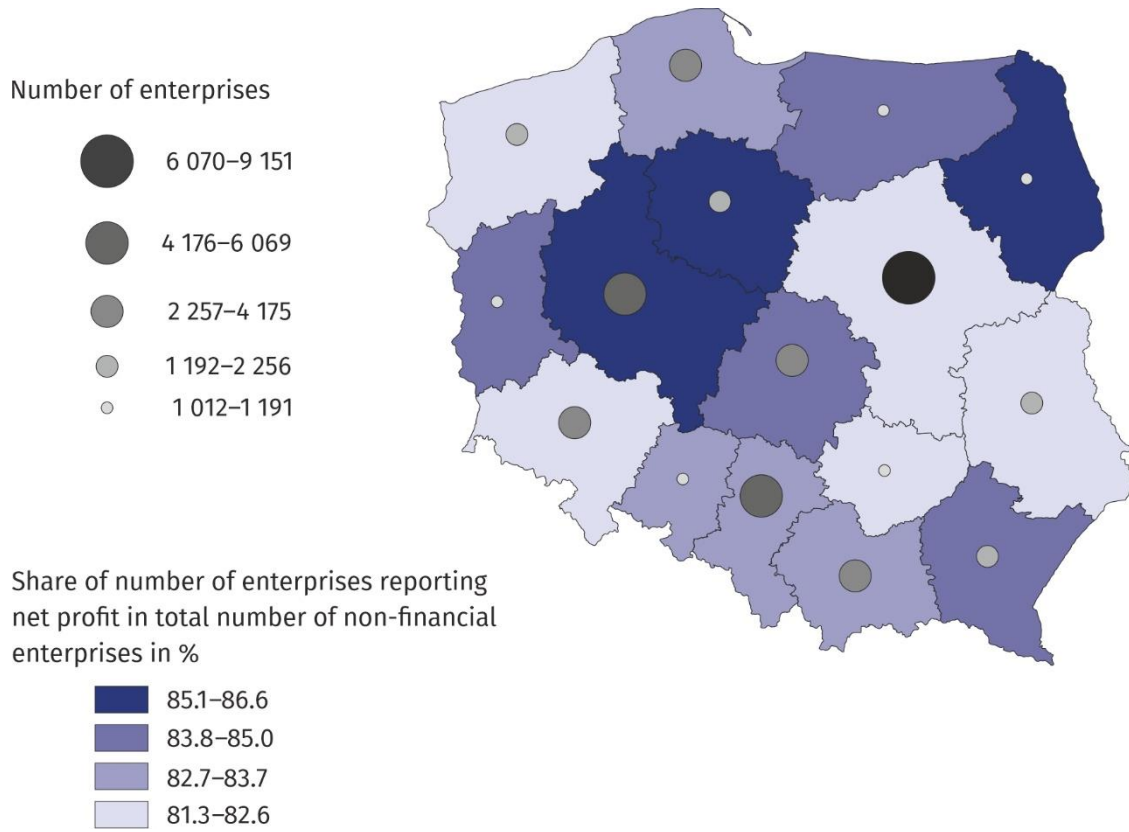 Number of enterprises
6 070–9 151
4 176–6 069
2 257–4 175
1 192–2 256
1 012–1 191
Share of number of enterprises reporting
net profit in total number of non-financial
enterprises in %
85.1–86.6
83.8–85.0
82.7–83.7
81.3–82.6